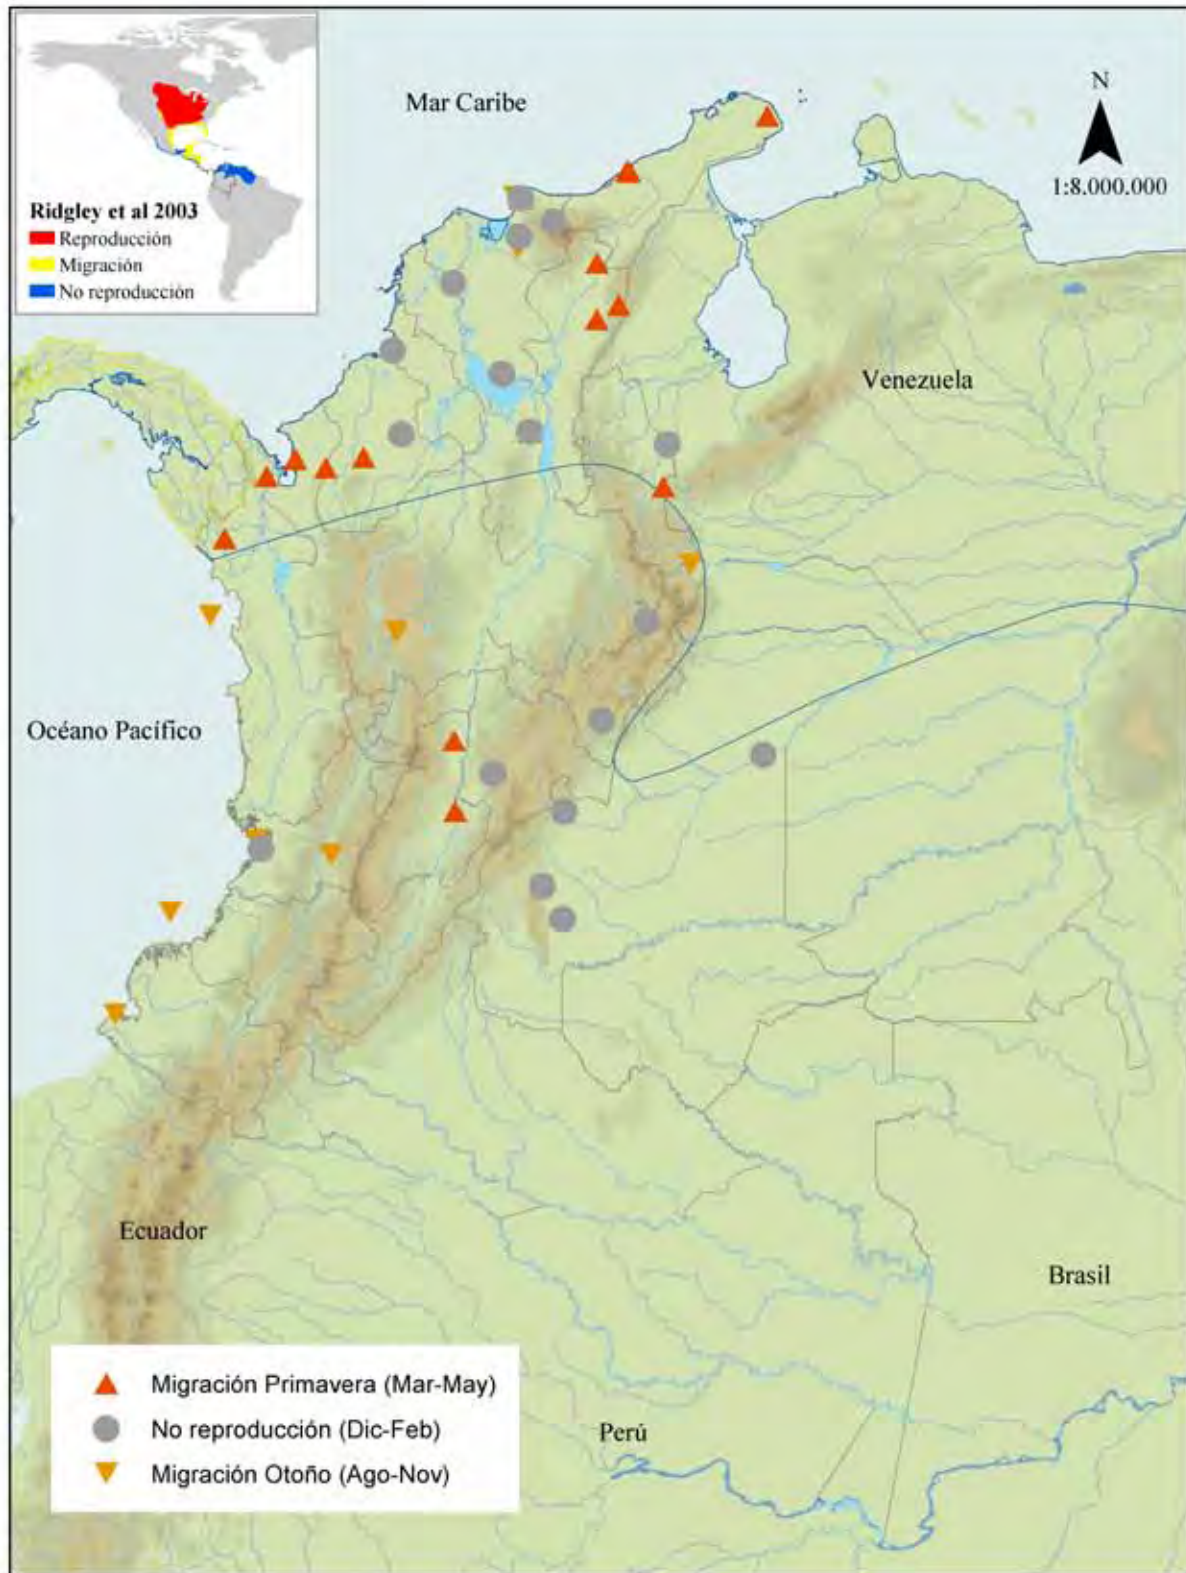 Mar Caribe
N
1:8.000.000
Ridgley et al 2003
Reproducción
Migración
No reproducción
Venezuela
Océano Pacífico
Ecuador
Brasil
Migración Primavera (Mar-May)
No reproducción (Dic-Feb)
Migración Otoño (Ago-Nov)
Perú